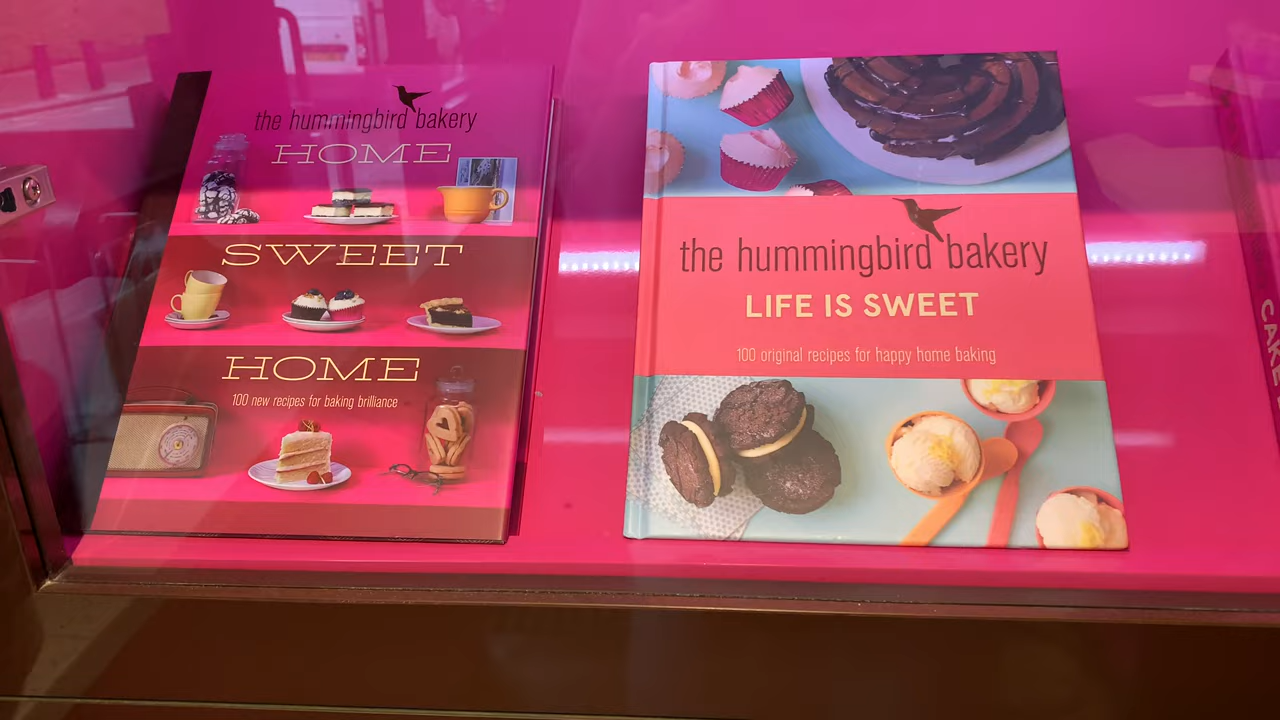 the hummingbird bakery
HOME
SWEET
HOME
100 new recipes for baking brilliance
the hummingbird bakery
LIFE IS SWEET
100 original recipes for happy home baking
CAKE